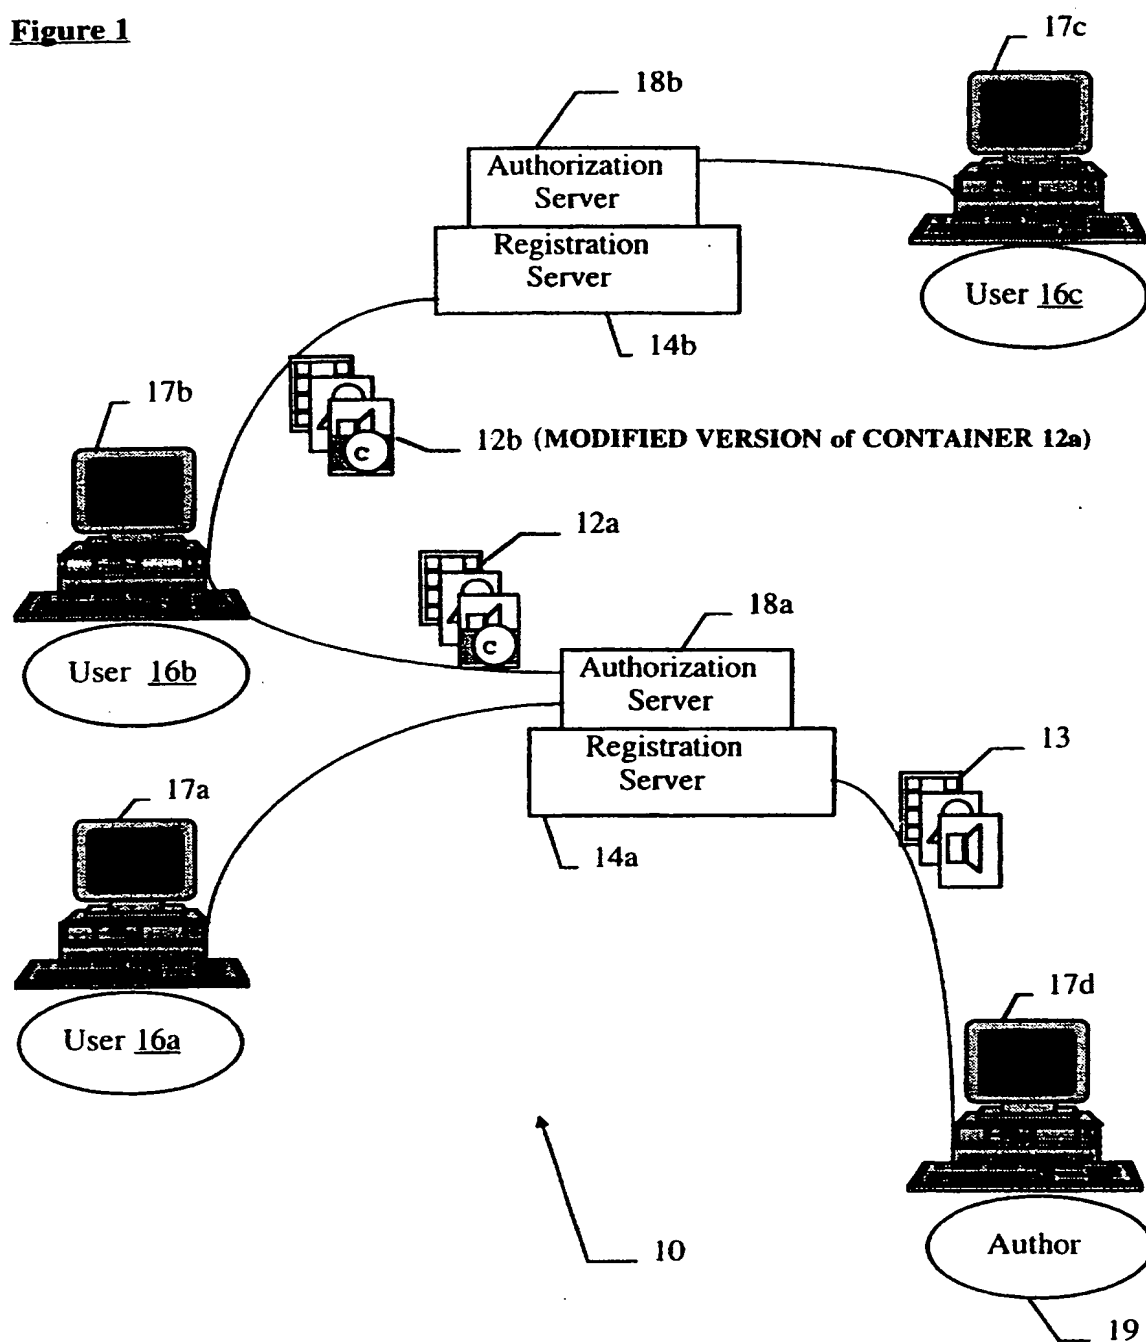 Figure 1
17c
18b
Authorization
Server
Registration
Server
User 16c
14b
17b
12b (MODIFIED VERSION of CONTAINER 12a)
C
12a
C
18a
User 16b
Authorization
Server
Registration
Server
13
17a
14a
17d
User 16a
10
Author
19